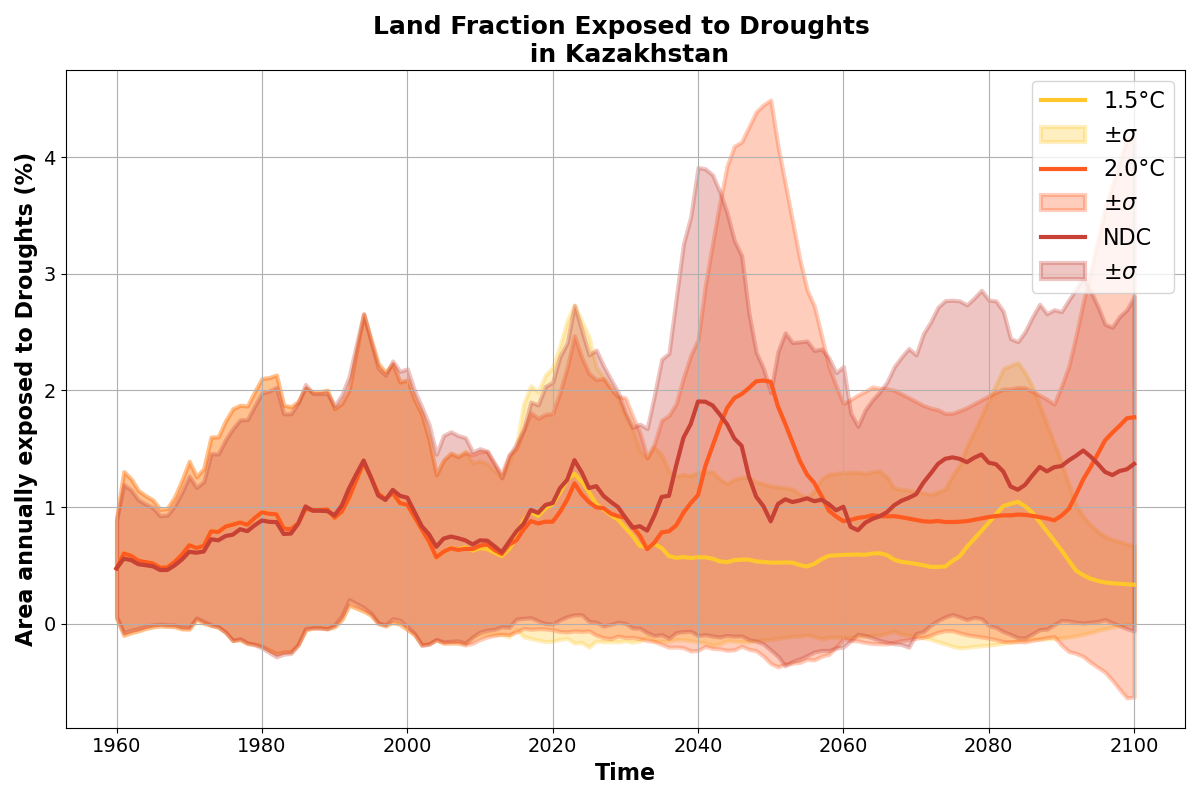 Land Fraction Exposed to Droughts
in Kazakhstan
Area annually exposed to Droughts (%)
4
3
2
1
0
1960 1980 2000 2020 2040 2060 2080 2100
Time
1.5°C
±σ
2.0°C
±σ
NDC
±σ